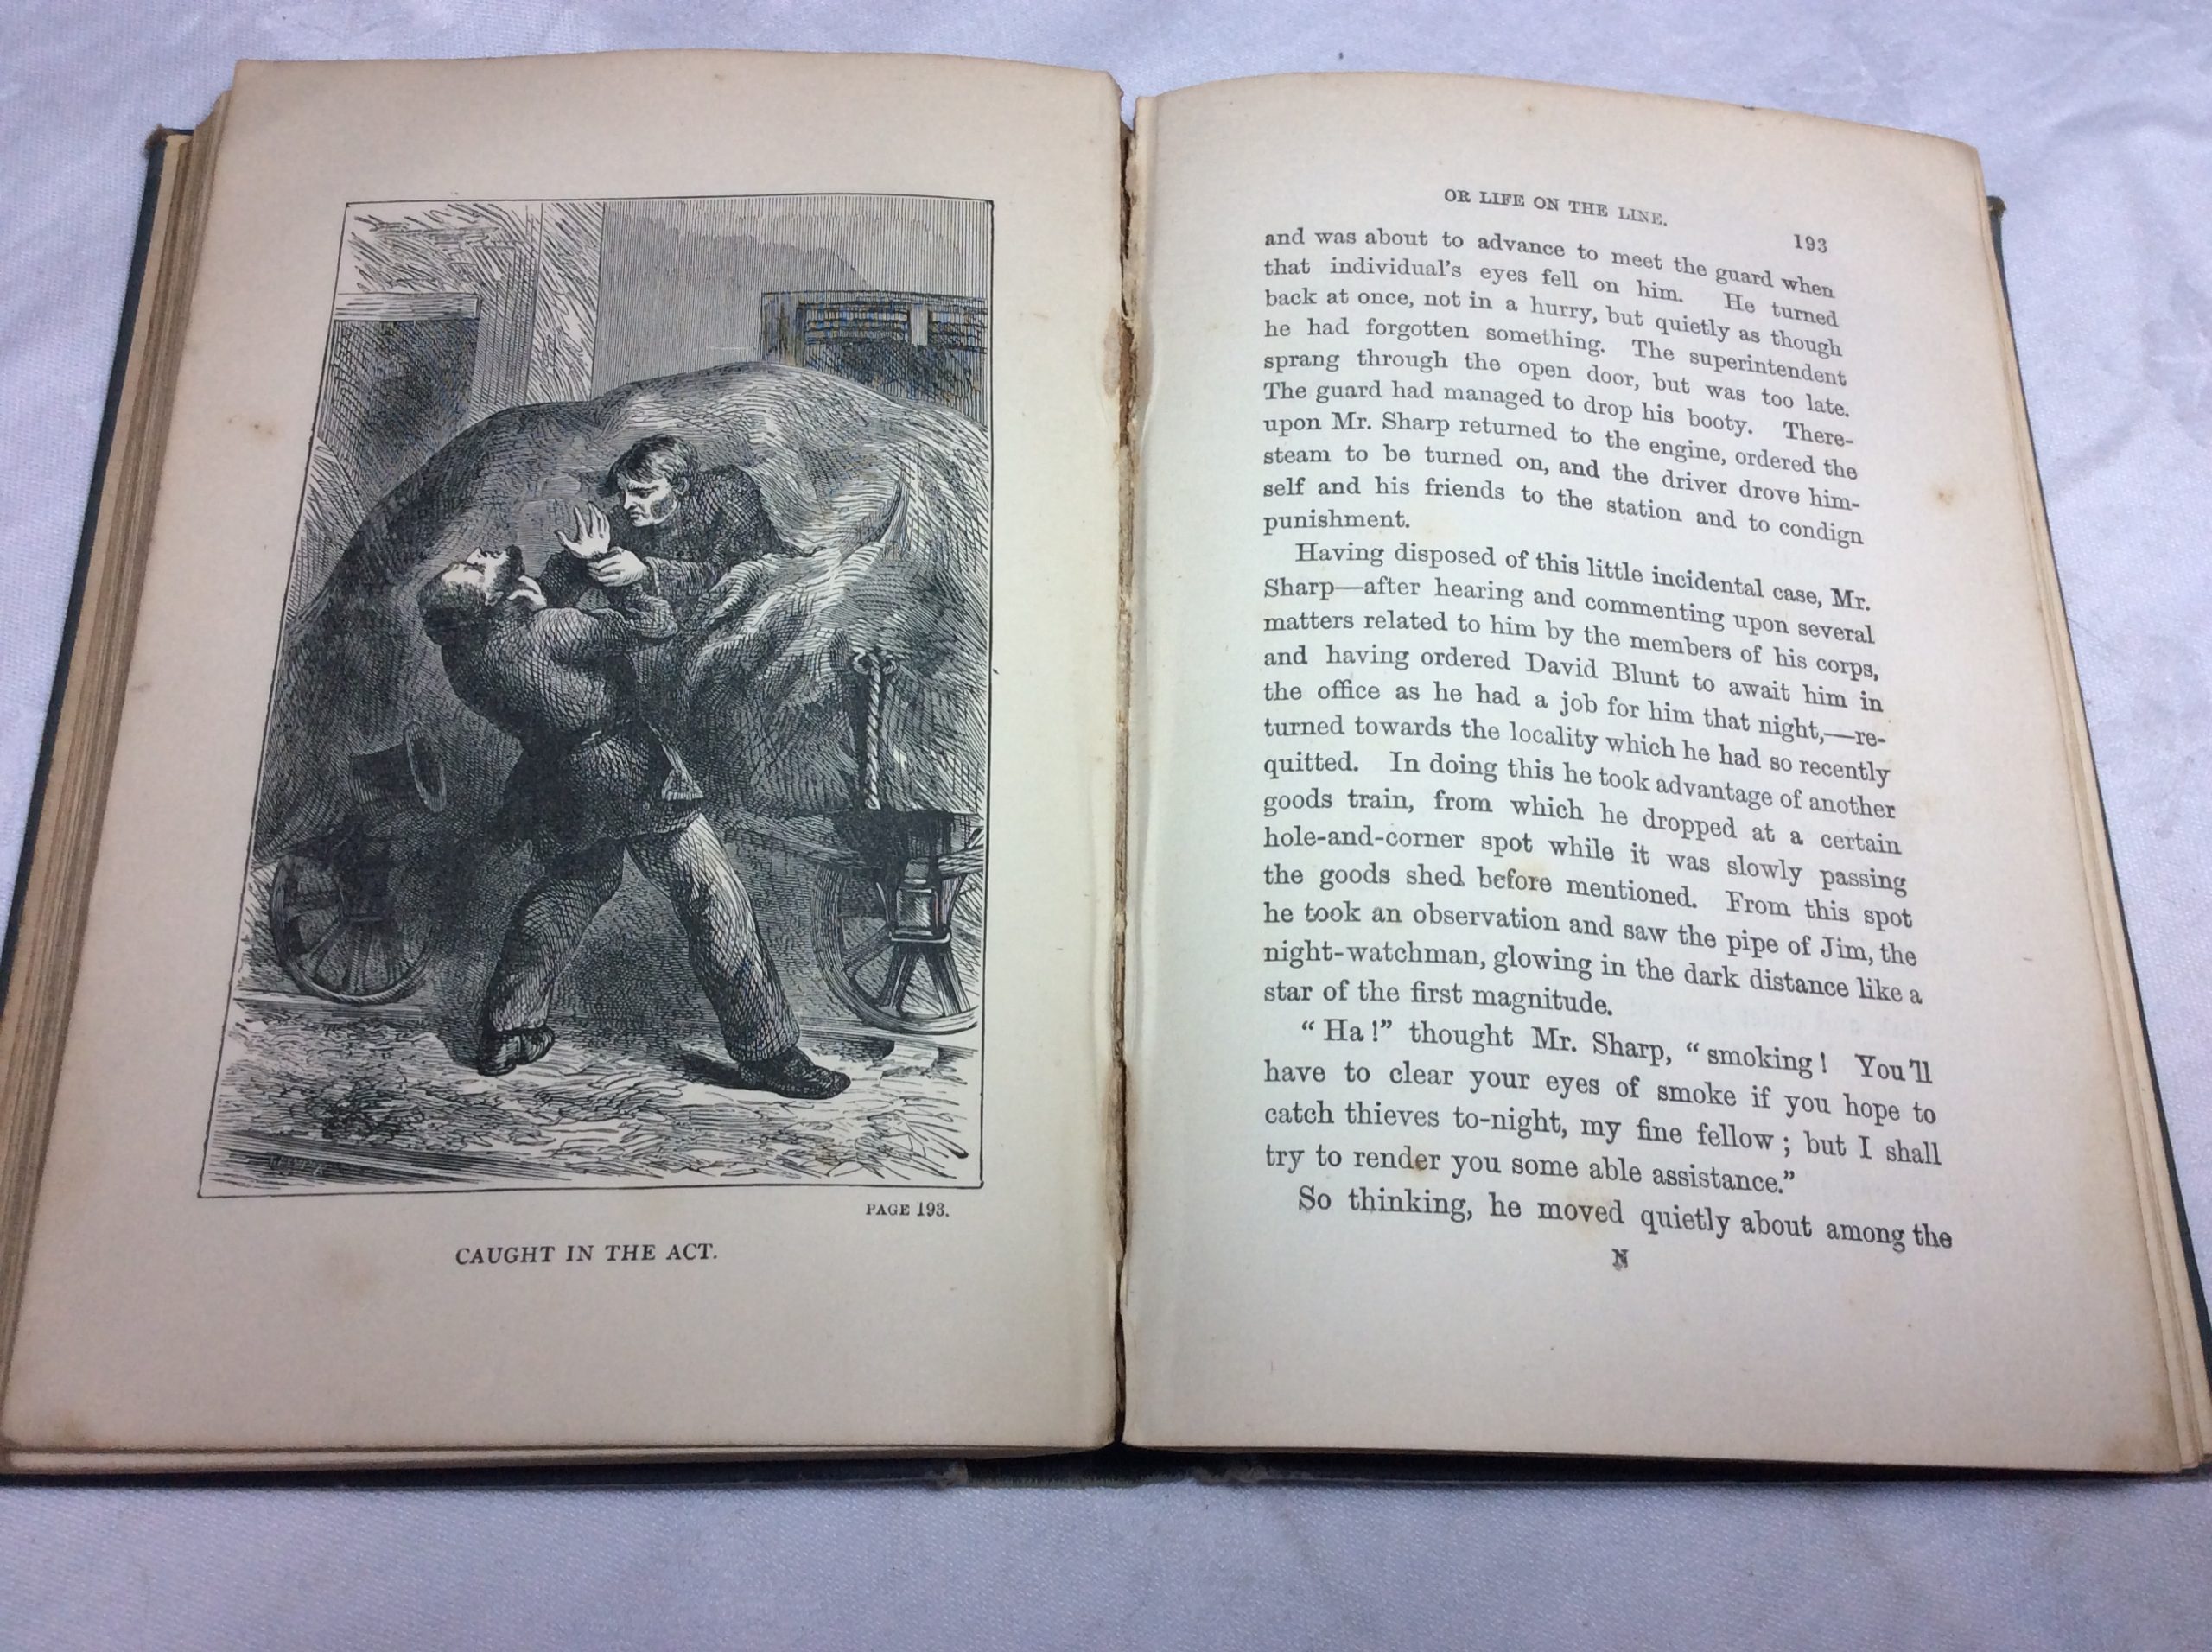 PAGE 193.
CAUGHT IN THE ACT.
OR LIFE ON THE LINE.
193
and was about to advance to meet the guard when
that individual's eyes fell on him. He turned
back at once, not in a hurry, but quietly as though
he had forgotten something. The superintendent
sprang through the open door, but was too late.
The guard had managed to drop his booty. There-
upon Mr. Sharp returned to the engine, ordered the
steam to be turned on, and the driver drove him-
self and his friends to the station and to condign
punishment.
Having disposed of this little incidental case, Mr.
Sharp—after hearing and commenting upon several
matters related to him by the members of his corps,
and having ordered David Blunt to await him in
the office as he had a job for him that night,—re-
turned towards the locality which he had so recently
quitted. In doing this he took advantage of another
goods train, from which he dropped at a certain
hole-and-corner spot while it was slowly passing
the goods shed before mentioned. From this spot
he took an observation and saw the pipe of Jim, the
night-watchman, glowing in the dark distance like a
star of the first magnitude.
“Ha!” thought Mr. Sharp, “smoking! You'll
have to clear your eyes of smoke if you hope to
catch thieves to-night, my fine fellow; but I shall
try to render you some able assistance.”
So thinking, he moved quietly about among the
N